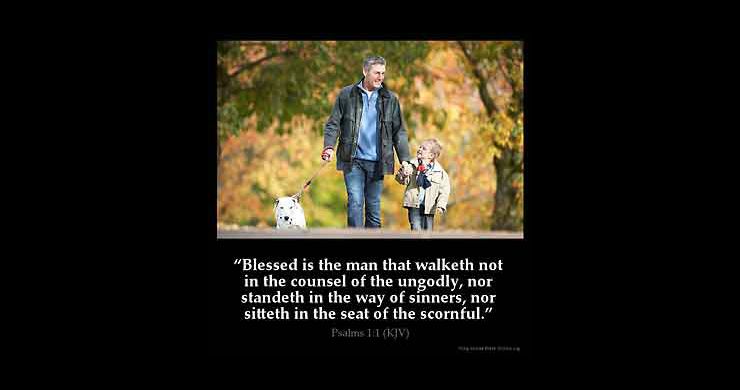 “Blessed is the man that walketh not
in the counsel of the ungodly, nor
standeth in the way of sinners, nor
sitteth in the seat of the scornful.”
Psalms 1:1 (KJV)